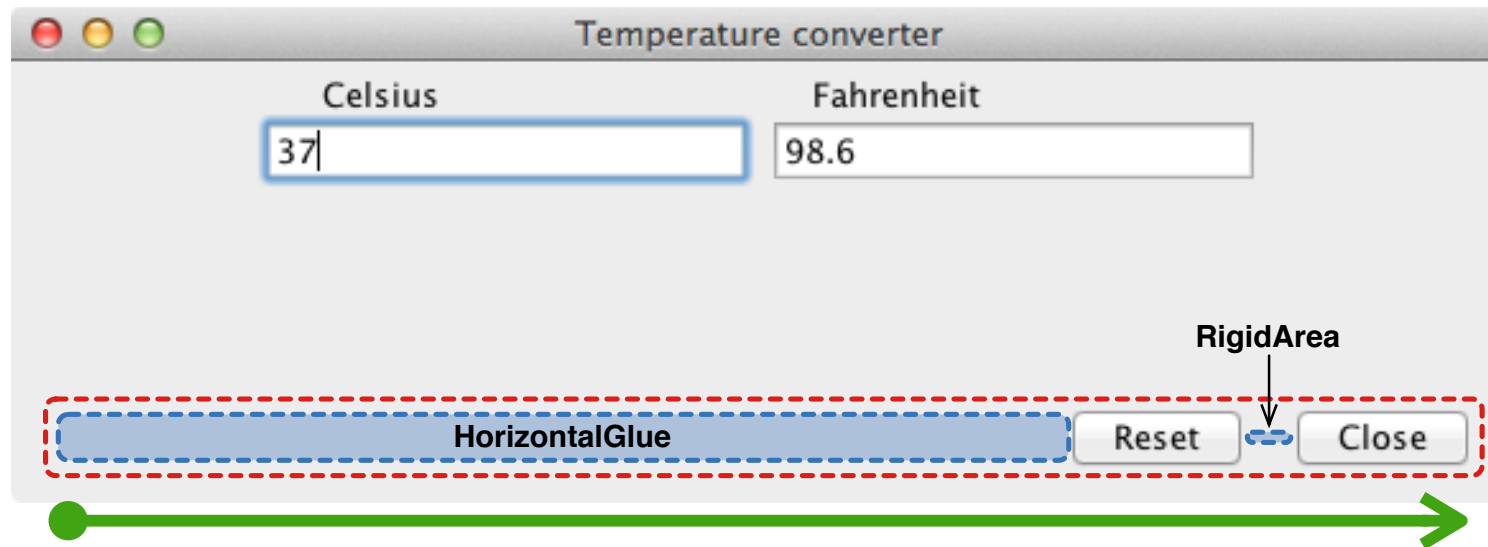 Temperature converter
Celsius Fahrenheit
37 98.6
RigidArea
HorizontalGlue Reset Close